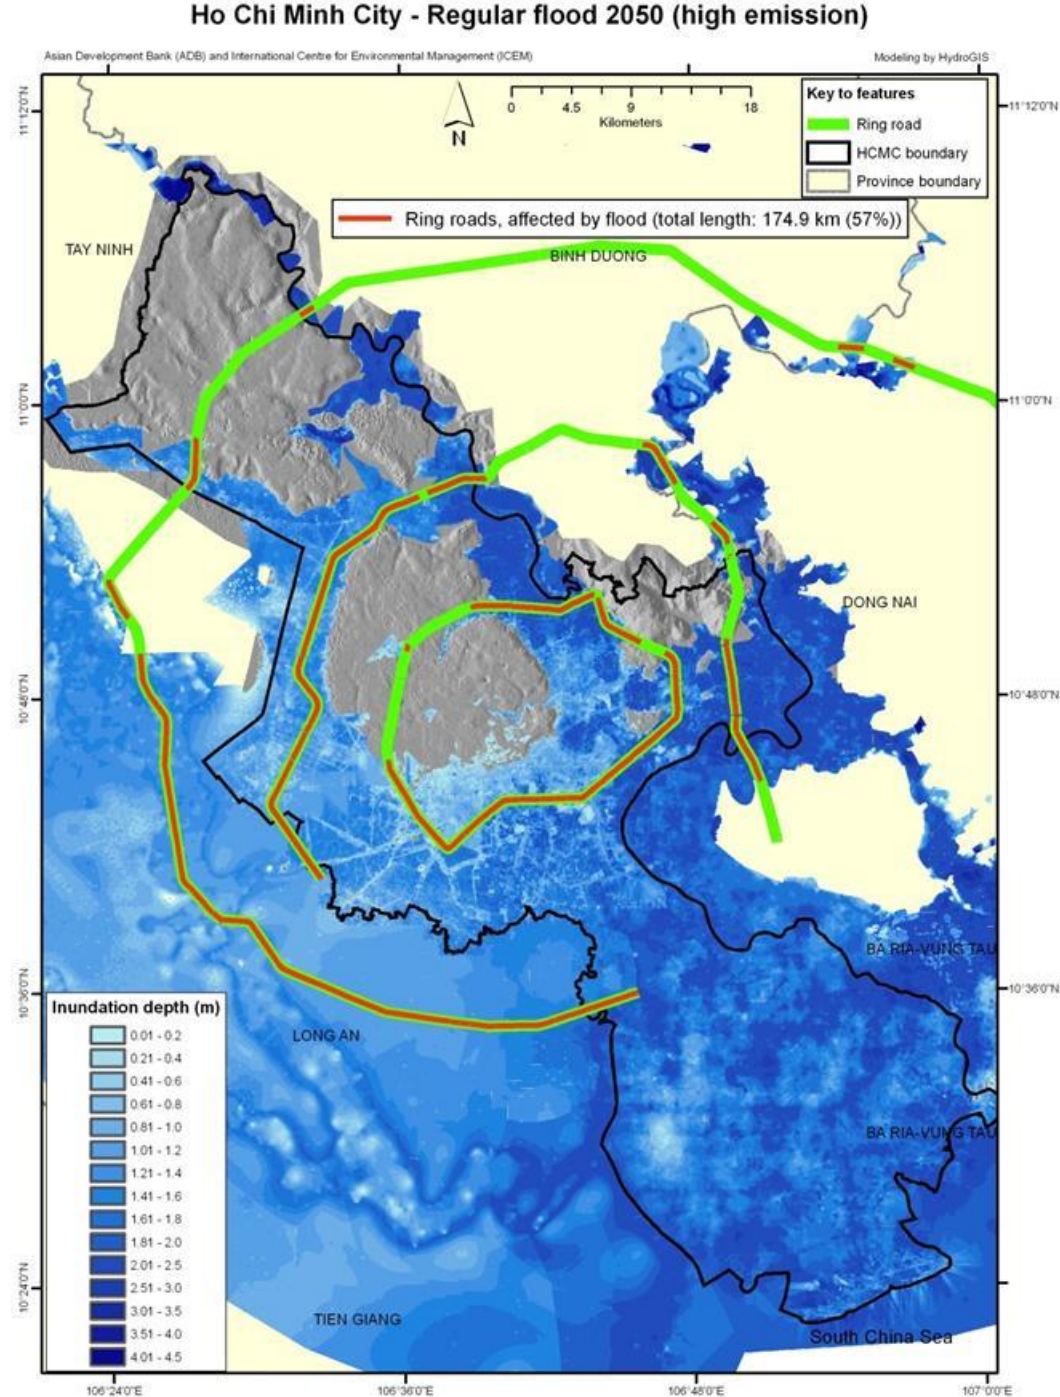 Ho Chi Minh City - Regular flood 2050 (high emission)
Asian Development Bank (ADB) and International Centre for Environmental Management (ICEM)
Modeling by HydroGIS
11°12'0"N
11°12'0"N
0 4.5 9 18
Kilometers
N
Key to features
Ring road
HCMC boundary
Province boundary
Ring roads, affected by flood (total length: 174.9 km (57%))
TAY NINH
BINH DUONG
11°0'0"N
11°0'0"N
DONG NAI
10°48'0"N
10°48'0"N
BA RIA-VUNG TAU
10°36'0"N
10°36'0"N
Inundation depth (m)
0.01 - 0.2
0.21 - 0.4
0.41 - 0.6
0.61 - 0.8
0.81 - 1.0
1.01 - 1.2
1.21 - 1.4
1.41 - 1.6
1.61 - 1.8
1.81 - 2.0
2.01 - 2.5
2.51 - 3.0
3.01 - 3.5
3.51 - 4.0
4.01 - 4.5
LONG AN
BA RIA-VUNG TAU
10°24'0"N
TIEN GIANG
South China Sea
106°24'0"E
106°36'0"E
106°48'0"E
107°0'0"E